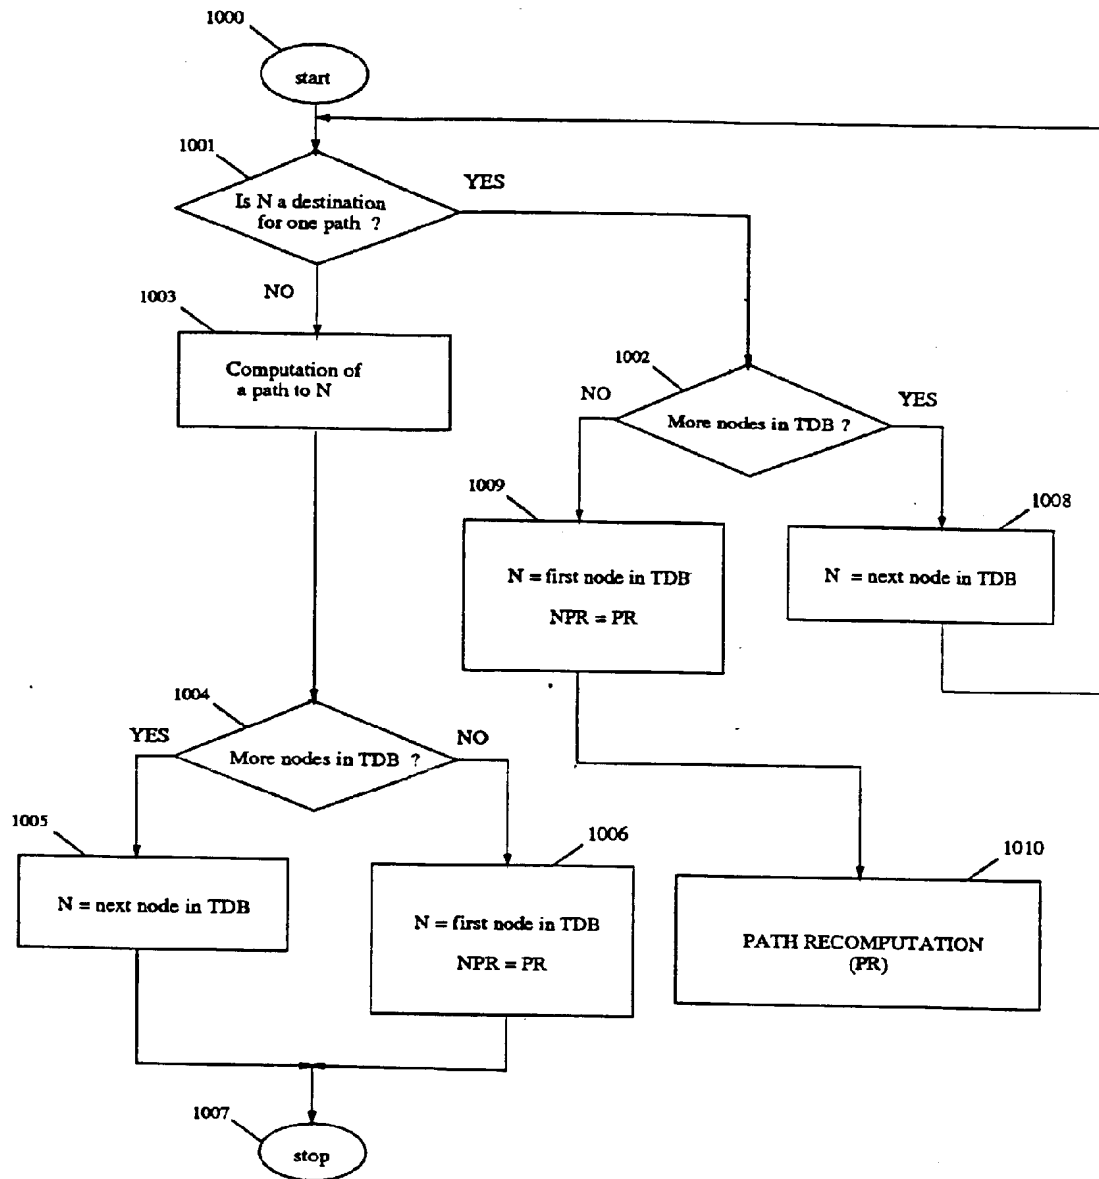 1000
start
1001
YES
Is N a destination
for one path ?
NO
1003
Computation of
a path to N
1002
NO
YES
More nodes in TDB ?
1009
1008
N = first node in TDB
NPR = PR
N = next node in TDB
1004
YES
NO
More nodes in TDB ?
1005
1006
1010
N = next node in TDB
N = first node in TDB
NPR = PR
PATH RECOMPUTATION
(PR)
1007
stop